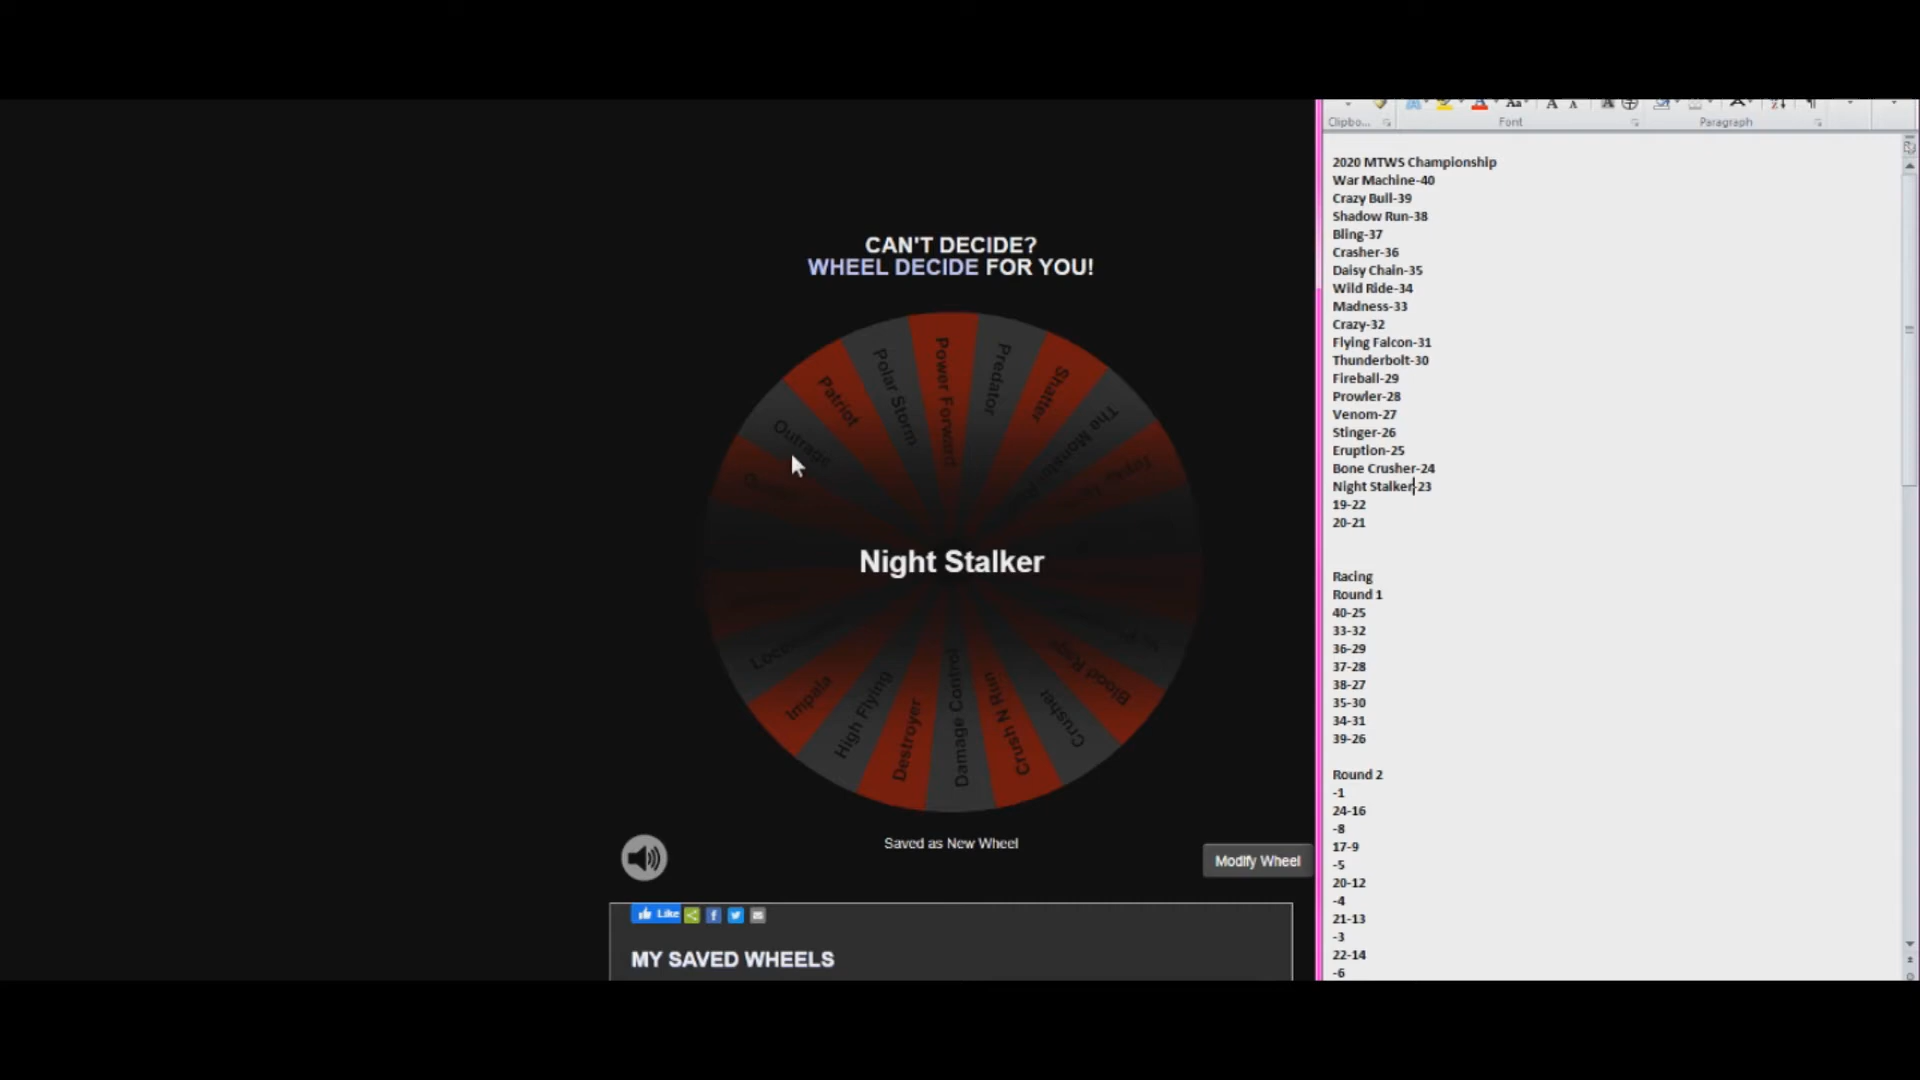 CAN'T DECIDE?
WHEEL DECIDE FOR YOU!
Power Forward
Predator
Shatter
Polar Storm
Patriot
Outrage
Night Stalker
Blood Rage
Crusher
Crush N Run
Damage Control
Destroyer
High Flying
Impala
Saved as New Wheel
Modify Wheel
Like
MY SAVED WHEELS
Clipbo...
Font
Paragraph
2020 MTWS Championship
War Machine-40
Crazy Bull-39
Shadow Run-38
Bling-37
Crasher-36
Daisy Chain-35
Wild Ride-34
Madness-33
Crazy-32
Flying Falcon-31
Thunderbolt-30
Fireball-29
Prowler-28
Venom-27
Stinger-26
Eruption-25
Bone Crusher-24
Night Stalker-23
19-22
20-21
Racing
Round 1
40-25
33-32
36-29
37-28
38-27
35-30
34-31
39-26
Round 2
-1
24-16
-8
17-9
-5
20-12
-4
21-13
-3
22-14
-6